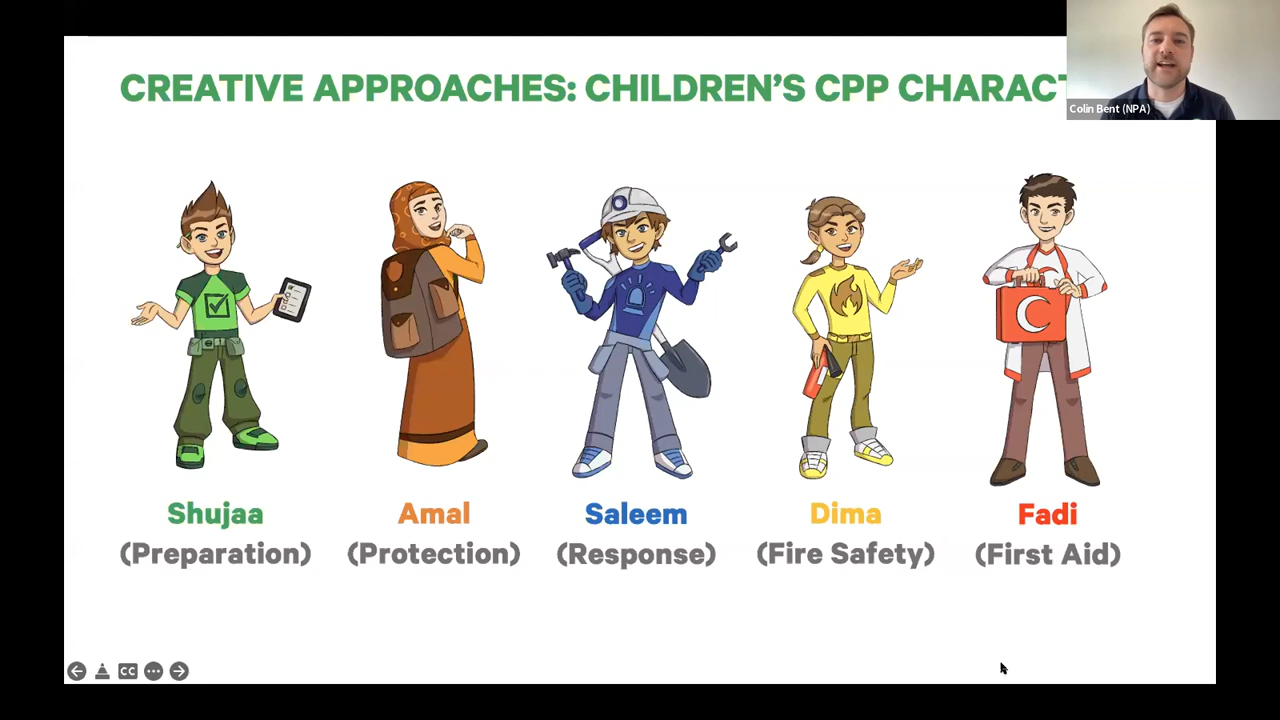 CREATIVE APPROACHES: CHILDREN'S CPP CHARACT
Colin Bent (NPA)
Shujaa
(Preparation)
Amal
(Protection)
Saleem
(Response)
Dima
(Fire Safety)
Fadi
(First Aid)
CC